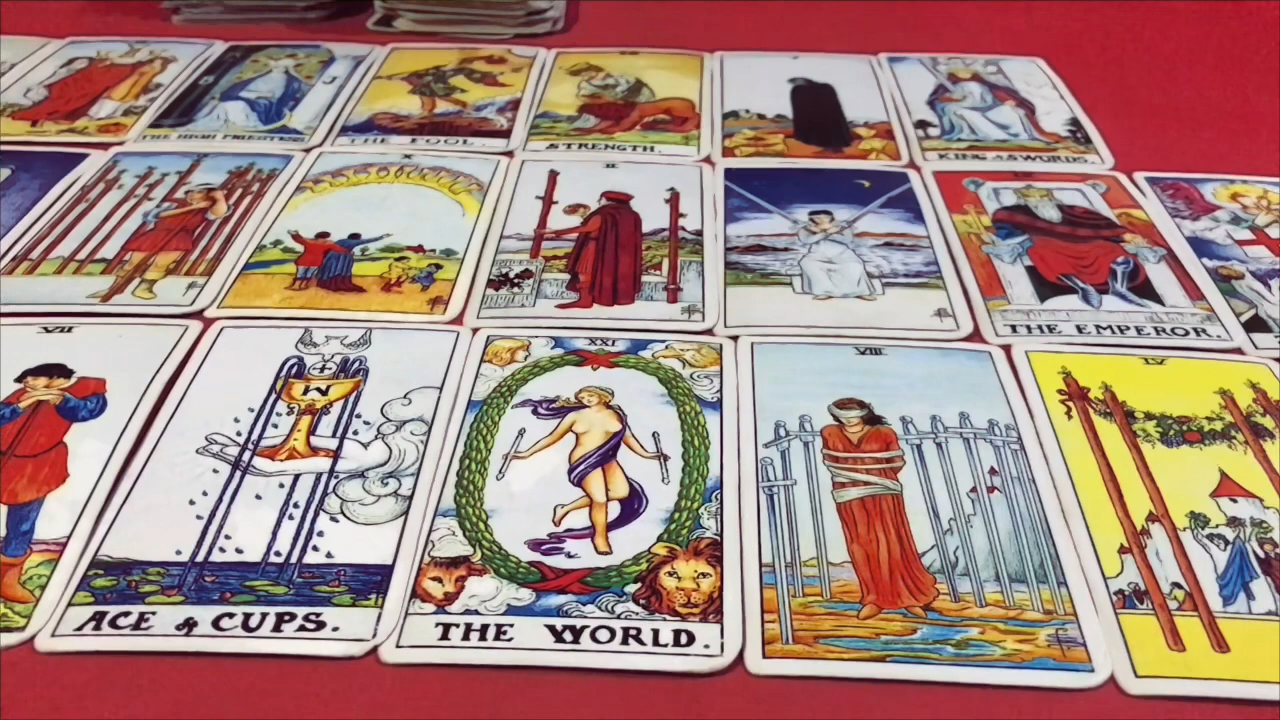 THE HIGH PRIESTESS
THE FOOL.
STRENGTH.
KING of SWORDS.
X
II
THE EMPEROR.
VII
W
ACE of CUPS.
XXI
THE WORLD.
VIII
IV